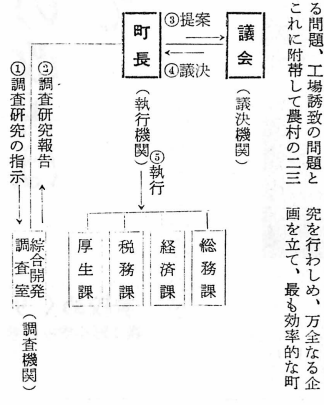 る問題、工場誘致の問題と
これに附帯して農村の二三
究を行わしめ、万全なる企
画を立て、最も効率的な町
議会
（議決機関）
③提案
④議決
町長
（執行機関）
⑤執行
総務課
経済課
税務課
厚生課
②調査研究報告
①調査研究の指示
綜合開発
調査室
（調査機関）